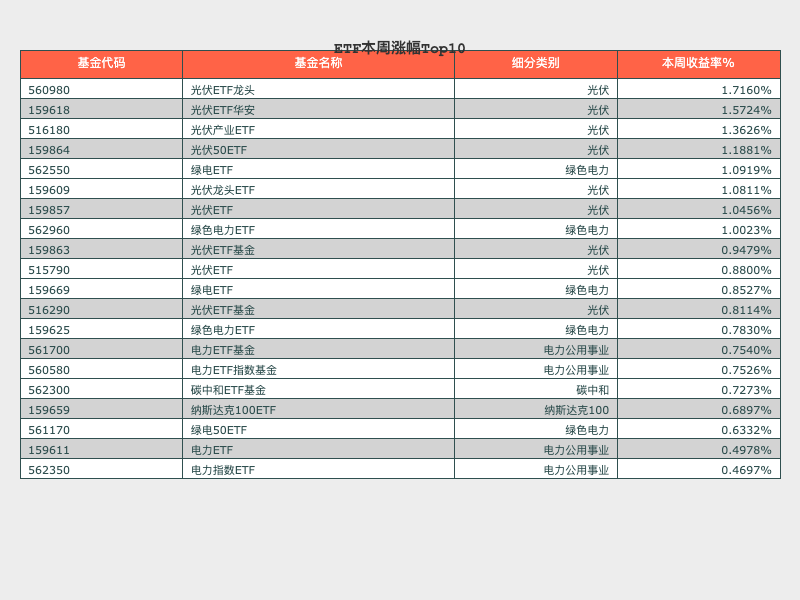 ETF本周涨幅Top10
基金代码 基金名称 细分类别 本周收益率%
560980 光伏ETF龙头 光伏 1.7160%
159618 光伏ETF华安 光伏 1.5724%
516180 光伏产业ETF 光伏 1.3626%
159864 光伏50ETF 光伏 1.1881%
562550 绿电ETF 绿色电力 1.0919%
159609 光伏龙头ETF 光伏 1.0811%
159857 光伏ETF 光伏 1.0456%
562960 绿色电力ETF 绿色电力 1.0023%
159863 光伏ETF基金 光伏 0.9479%
515790 光伏ETF 光伏 0.8800%
159669 绿电ETF 绿色电力 0.8527%
516290 光伏ETF基金 光伏 0.8114%
159625 绿色电力ETF 绿色电力 0.7830%
561700 电力ETF基金 电力公用事业 0.7540%
560580 电力ETF指数基金 电力公用事业 0.7526%
562300 碳中和ETF基金 碳中和 0.7273%
159659 纳斯达克100ETF 纳斯达克100 0.6897%
561170 绿电50ETF 绿色电力 0.6332%
159611 电力ETF 电力公用事业 0.4978%
562350 电力指数ETF 电力公用事业 0.4697%